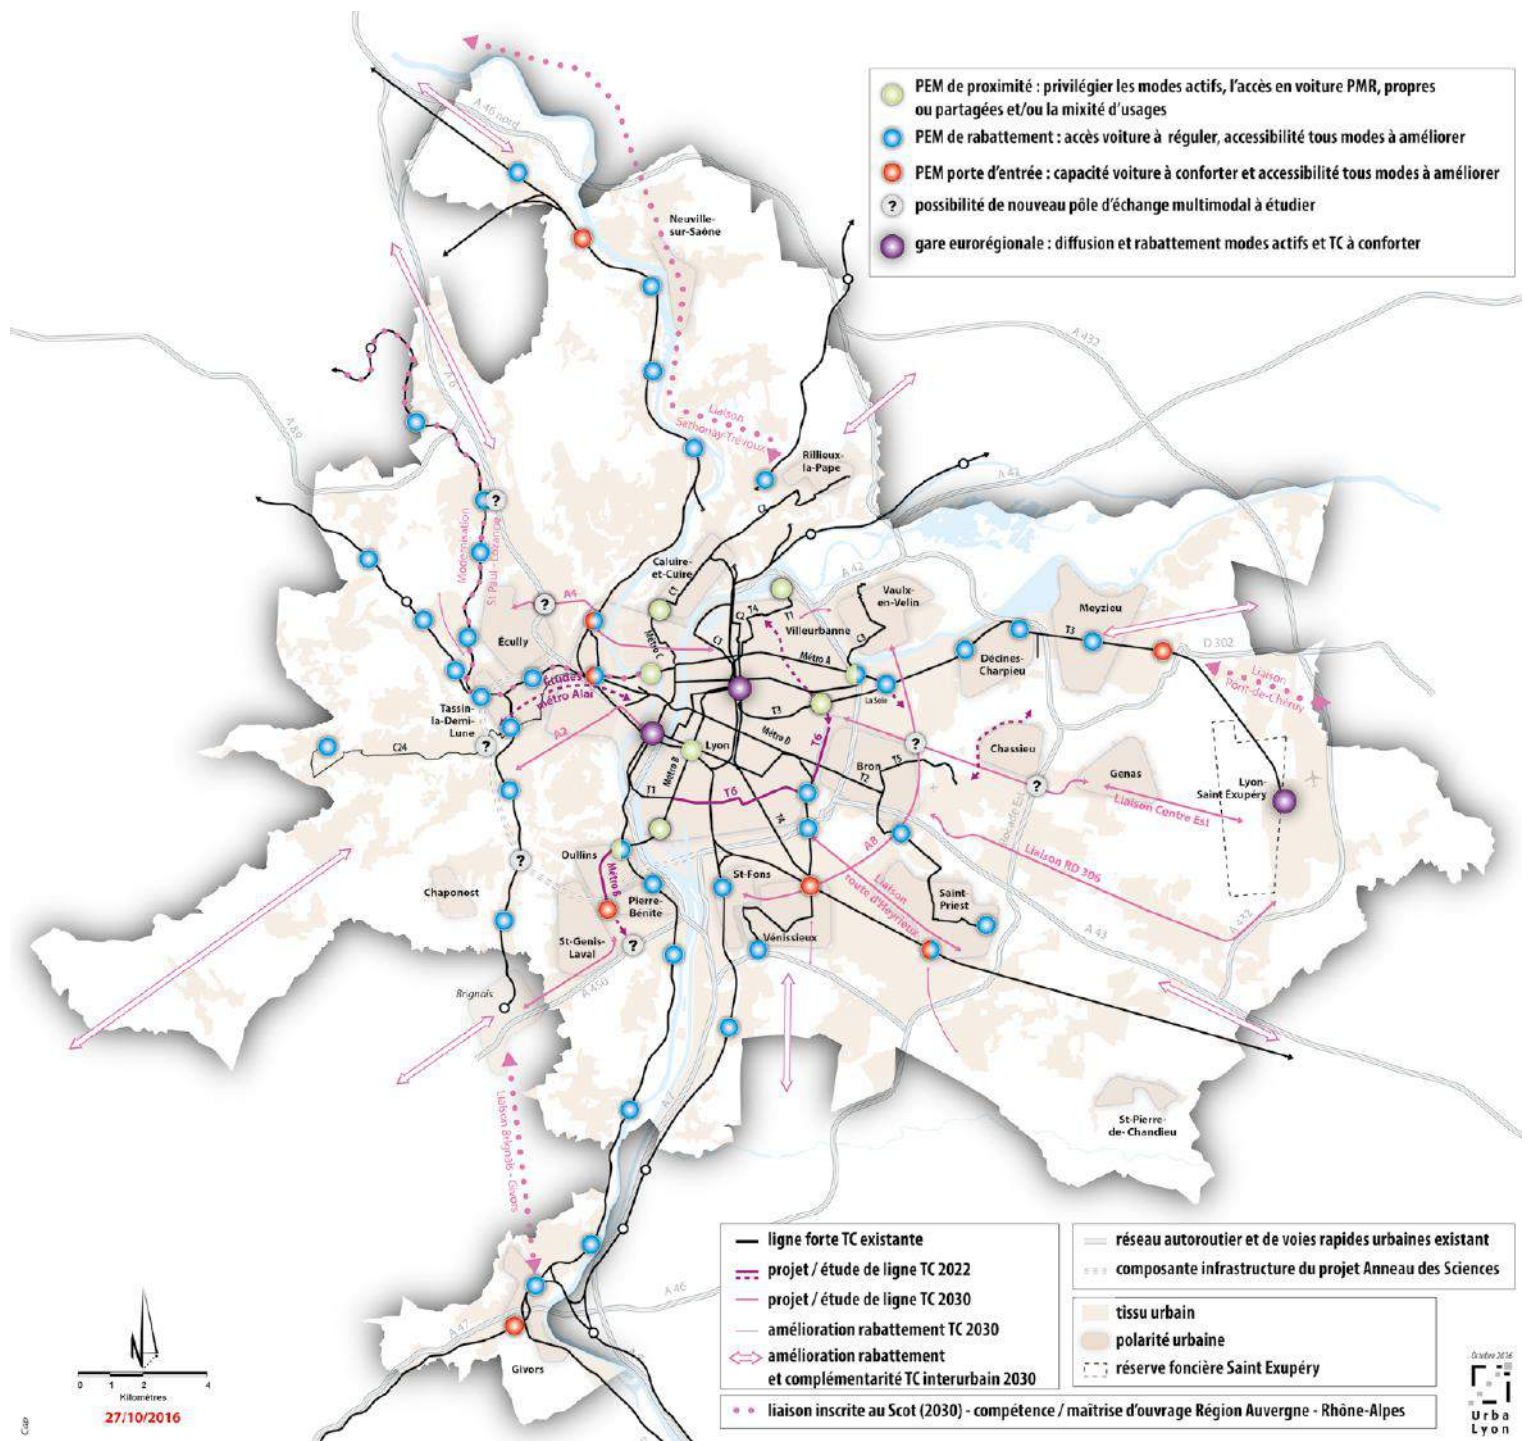 PEM de proximité : privilégier les modes actifs, l'accès en voiture PMR, propres
ou partagées et/ou la mixité d'usages
PEM de rabattement : accès voiture à réguler, accessibilité tous modes à améliorer
PEM porte d'entrée : capacité voiture à conforter et accessibilité tous modes à améliorer
? possibilité de nouveau pôle d'échange multimodal à étudier
gare eurorégionale : diffusion et rabattement modes actifs et TC à conforter
A 46 nord
Neuville-
sur-Saône
A 432
A 6
A 89
Liaison
Sathonay-Trévoux
Rillieux-
la-Pape
A 42
C2
?
Modernisation
St Paul - Lozanne
Caluire-
et-Cuire
C1
A 42
Vaulx-
en-Velin
Meyzieu
?
A4
Écully
Métro C
C2
T4
T1
C1
Villeurbanne
C3
Métro A
Décines-
Charpieu
T3
D 302
Liaison
Pont-de-Chéruy
Études
Métro Alaï
La Soie
Tassin-
la-Demi-
Lune
?
C24
A2
T3
Lyon
Métro D
Métro B
T6
?
Bron
T5
T2
Chassieu
?
Genas
Lyon-
Saint Exupéry
T1
T6
T4
Liaison Centre Est
Rocade Est
Oullins
?
Métro B
Chaponost
Pierre-
Bénite
St-Fons
A8
Liaison
route d'Heyrieux
Liaison RD 306
Saint-
Priest
A 432
A 43
St-Genis-
Laval
?
Vénissieux
A 450
Brignais
A 7
Liaison Brignais - Givors
St-Pierre-
de-Chandieu
A 46
A 47
Givors
ligne forte TC existante
projet / étude de ligne TC 2022
projet / étude de ligne TC 2030
amélioration rabattement TC 2030
amélioration rabattement
et complémentarité TC interurbain 2030
liaison inscrite au Scot (2030) - compétence / maîtrise d'ouvrage Région Auvergne - Rhône-Alpes
réseau autoroutier et de voies rapides urbaines existant
composante infrastructure du projet Anneau des Sciences
tissu urbain
polarité urbaine
réserve foncière Saint Exupéry
N
0 1 2 4
Kilomètres
27/10/2016
Octobre 2016
Urba
Lyon